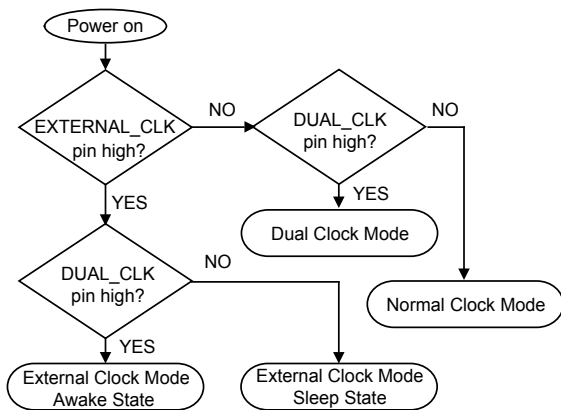 Power on
EXTERNAL_CLK
pin high?
NO
DUAL_CLK
pin high?
NO
YES
Dual Clock Mode
Normal Clock Mode
YES
DUAL_CLK
pin high?
NO
YES
External Clock Mode
Awake State
External Clock Mode
Sleep State